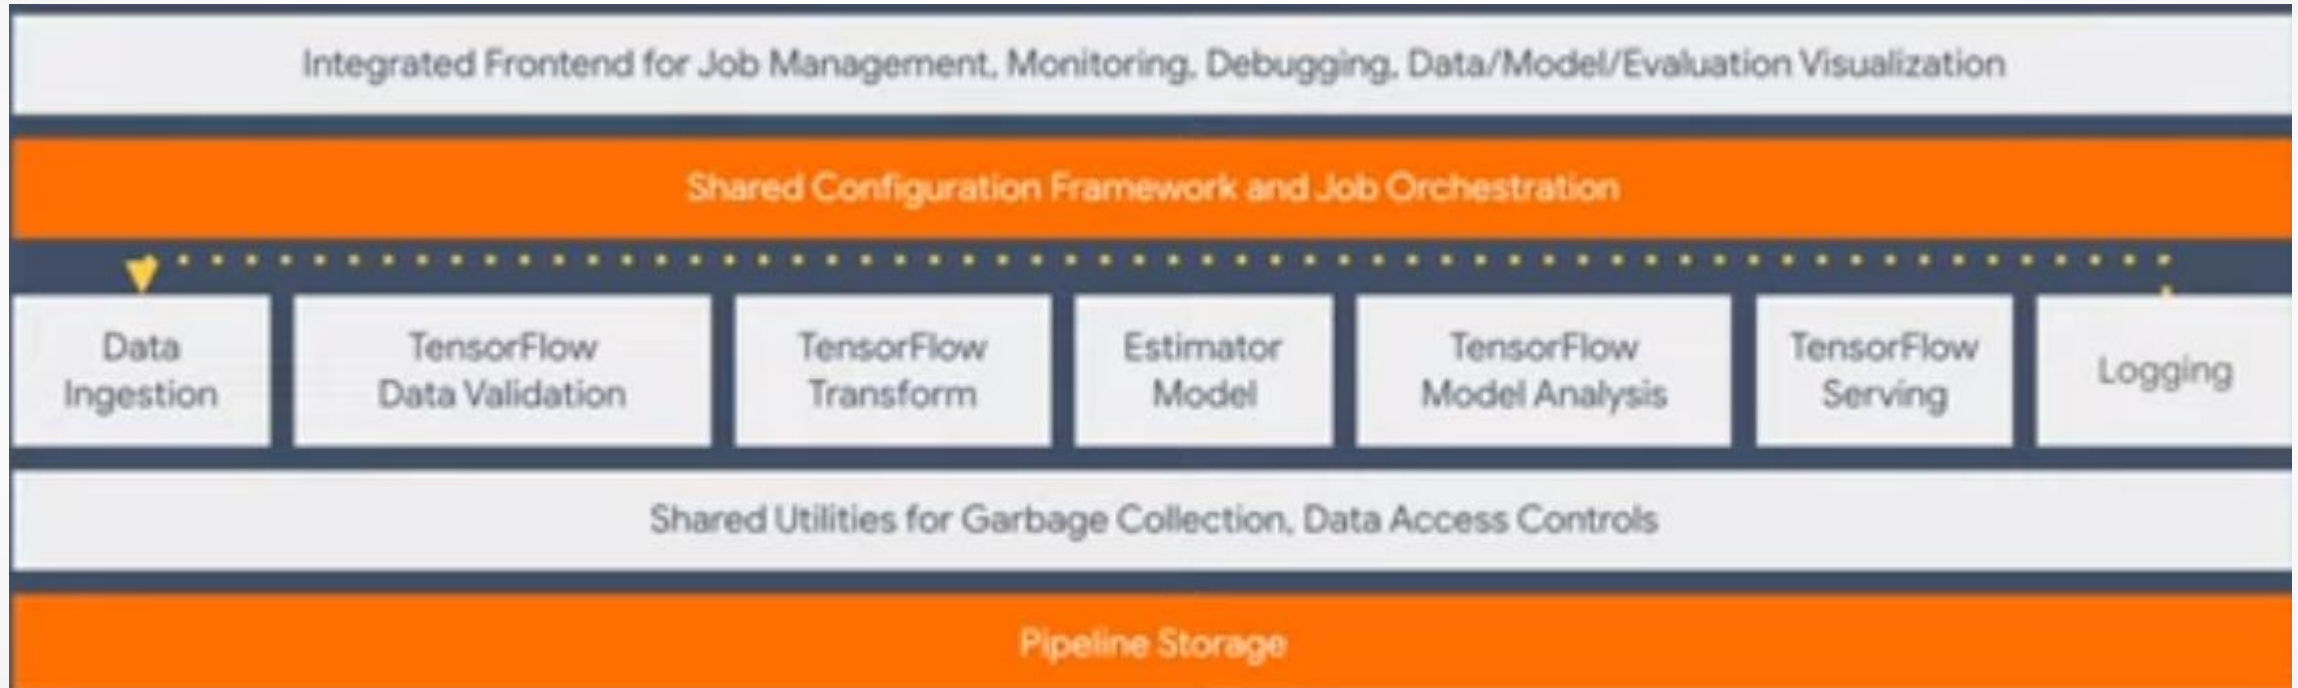 Integrated Frontend for Job Management, Monitoring, Debugging, Data/Model/Evaluation Visualization
Shared Configuration Framework and Job Orchestration
Data
Ingestion
TensorFlow
Data Validation
TensorFlow
Transform
Estimator
Model
TensorFlow
Model Analysis
TensorFlow
Serving
Logging
Shared Utilities for Garbage Collection, Data Access Controls
Pipeline Storage